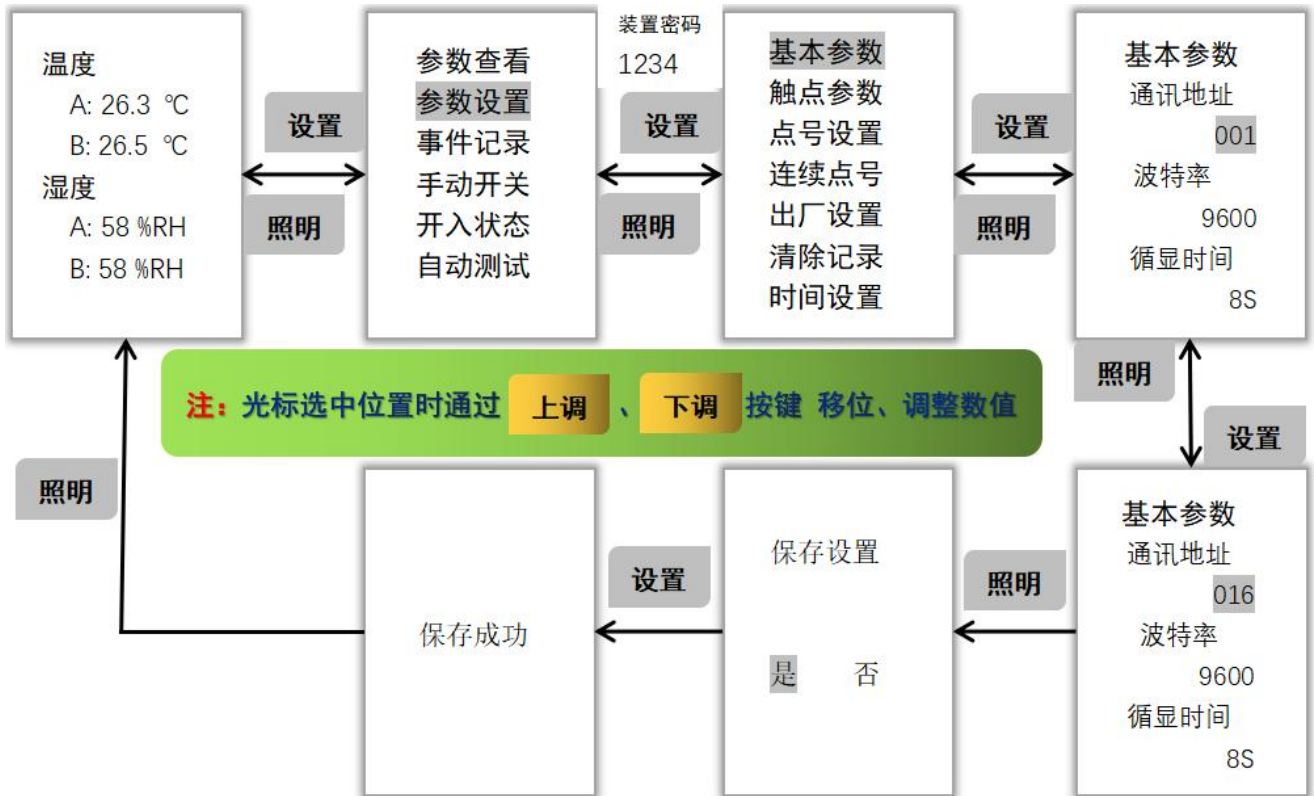 温度
A: 26.3 ℃
B: 26.5 ℃
湿度
A: 58 %RH
B: 58 %RH
设置
照明
参数查看
参数设置
事件记录
手动开关
开入状态
自动测试
装置密码
1234
设置
照明
基本参数
触点参数
点号设置
连续点号
出厂设置
清除记录
时间设置
设置
照明
基本参数
通讯地址
001
波特率
9600
循显时间
8S
照明
设置
注：光标选中位置时通过 上调 、 下调 按键 移位、调整数值
基本参数
通讯地址
016
波特率
9600
循显时间
8S
照明
保存设置
是 否
设置
保存成功
照明